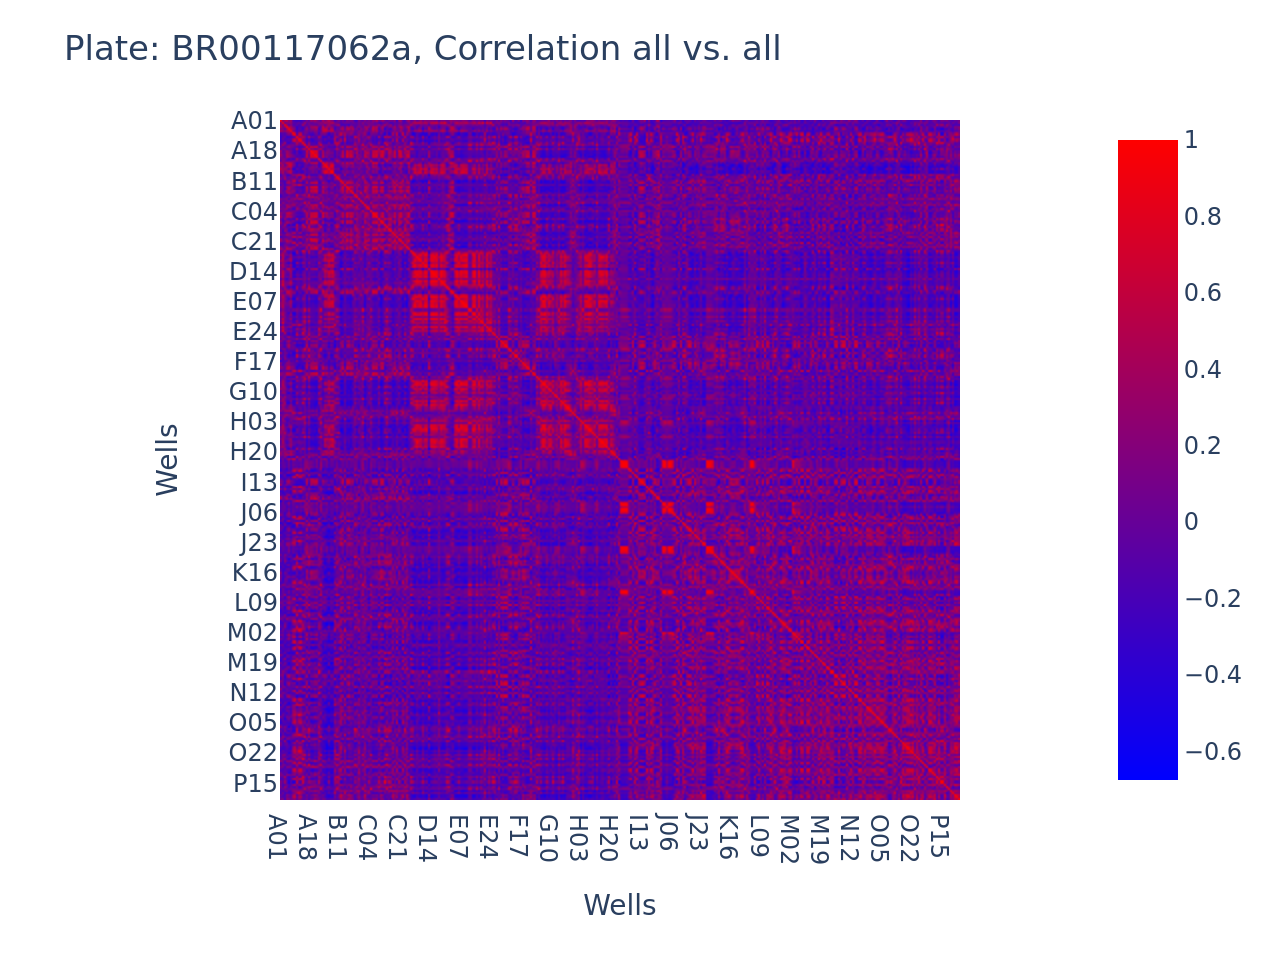 Plate: BR00117062a, Correlation all vs. all
A01
A18
B11
C04
C21
D14
E07
E24
F17
G10
H03
H20
I13
J06
J23
K16
L09
M02
M19
N12
O05
O22
P15
Wells
A01 A18 B11 C04 C21 D14 E07 E24 F17 G10 H03 H20 I13 J06 J23 K16 L09 M02 M19 N12 O05 O22 P15
Wells
1
0.8
0.6
0.4
0.2
0
−0.2
−0.4
−0.6